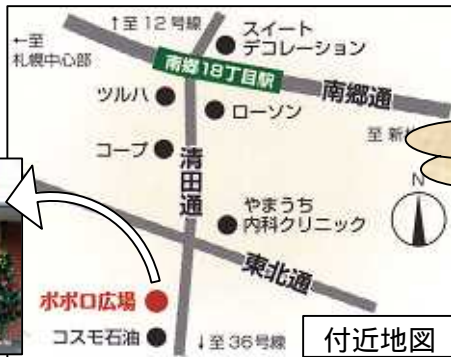 ↑至12号線
←至
札幌中心部
スイート
デコレーション
南郷18丁目駅
南郷通
ツルハ
ローソン
至 新
コープ
清田通
N
やまうち
内科クリニック
東北通
ポポロ広場
コスモ石油
↓至36号線
付近地図